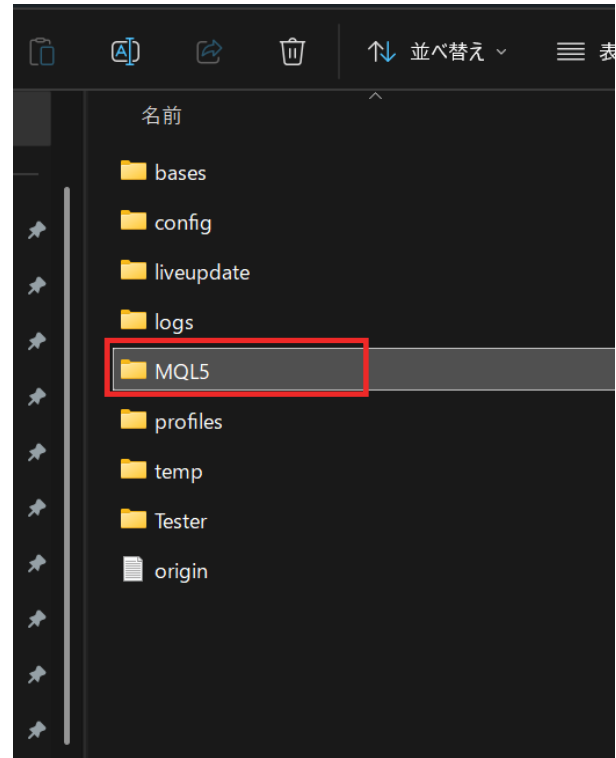 並べ替え 表
名前
bases
config
liveupdate
logs
MQL5
profiles
temp
Tester
origin